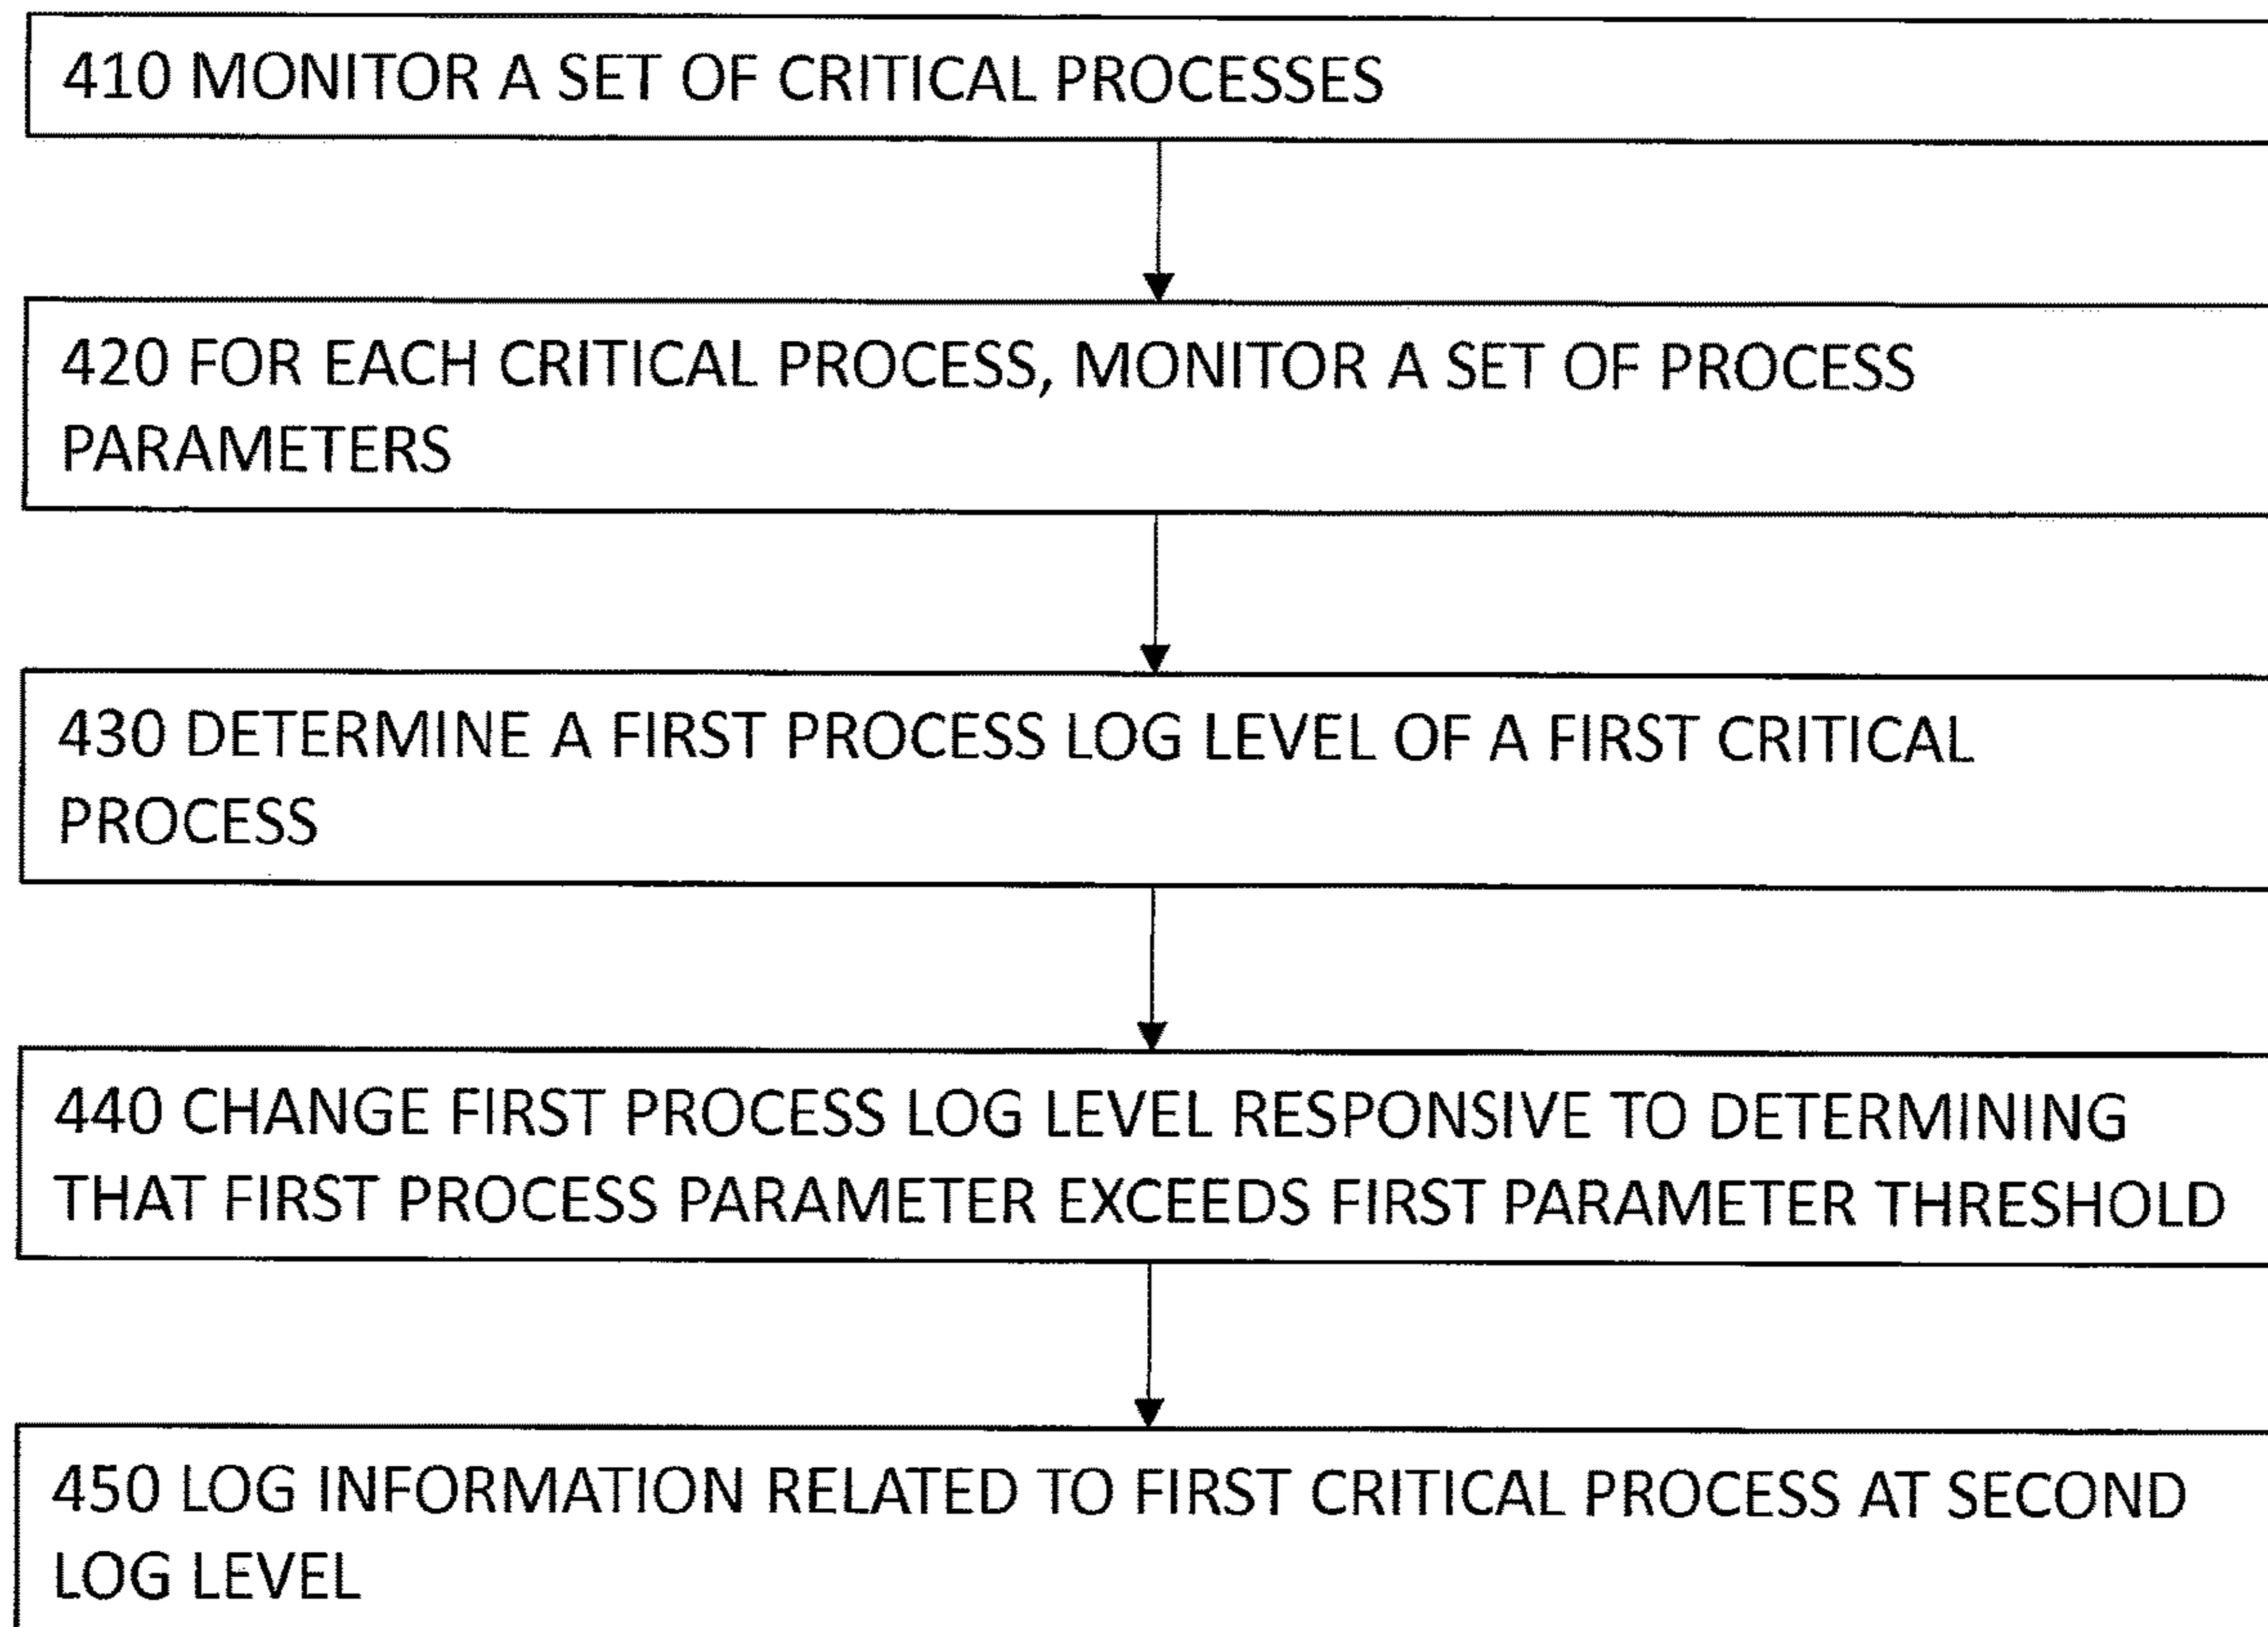 410 MONITOR A SET OF CRITICAL PROCESSES
420 FOR EACH CRITICAL PROCESS, MONITOR A SET OF PROCESS
PARAMETERS
430 DETERMINE A FIRST PROCESS LOG LEVEL OF A FIRST CRITICAL
PROCESS
440 CHANGE FIRST PROCESS LOG LEVEL RESPONSIVE TO DETERMINING
THAT FIRST PROCESS PARAMETER EXCEEDS FIRST PARAMETER THRESHOLD
450 LOG INFORMATION RELATED TO FIRST CRITICAL PROCESS AT SECOND
LOG LEVEL